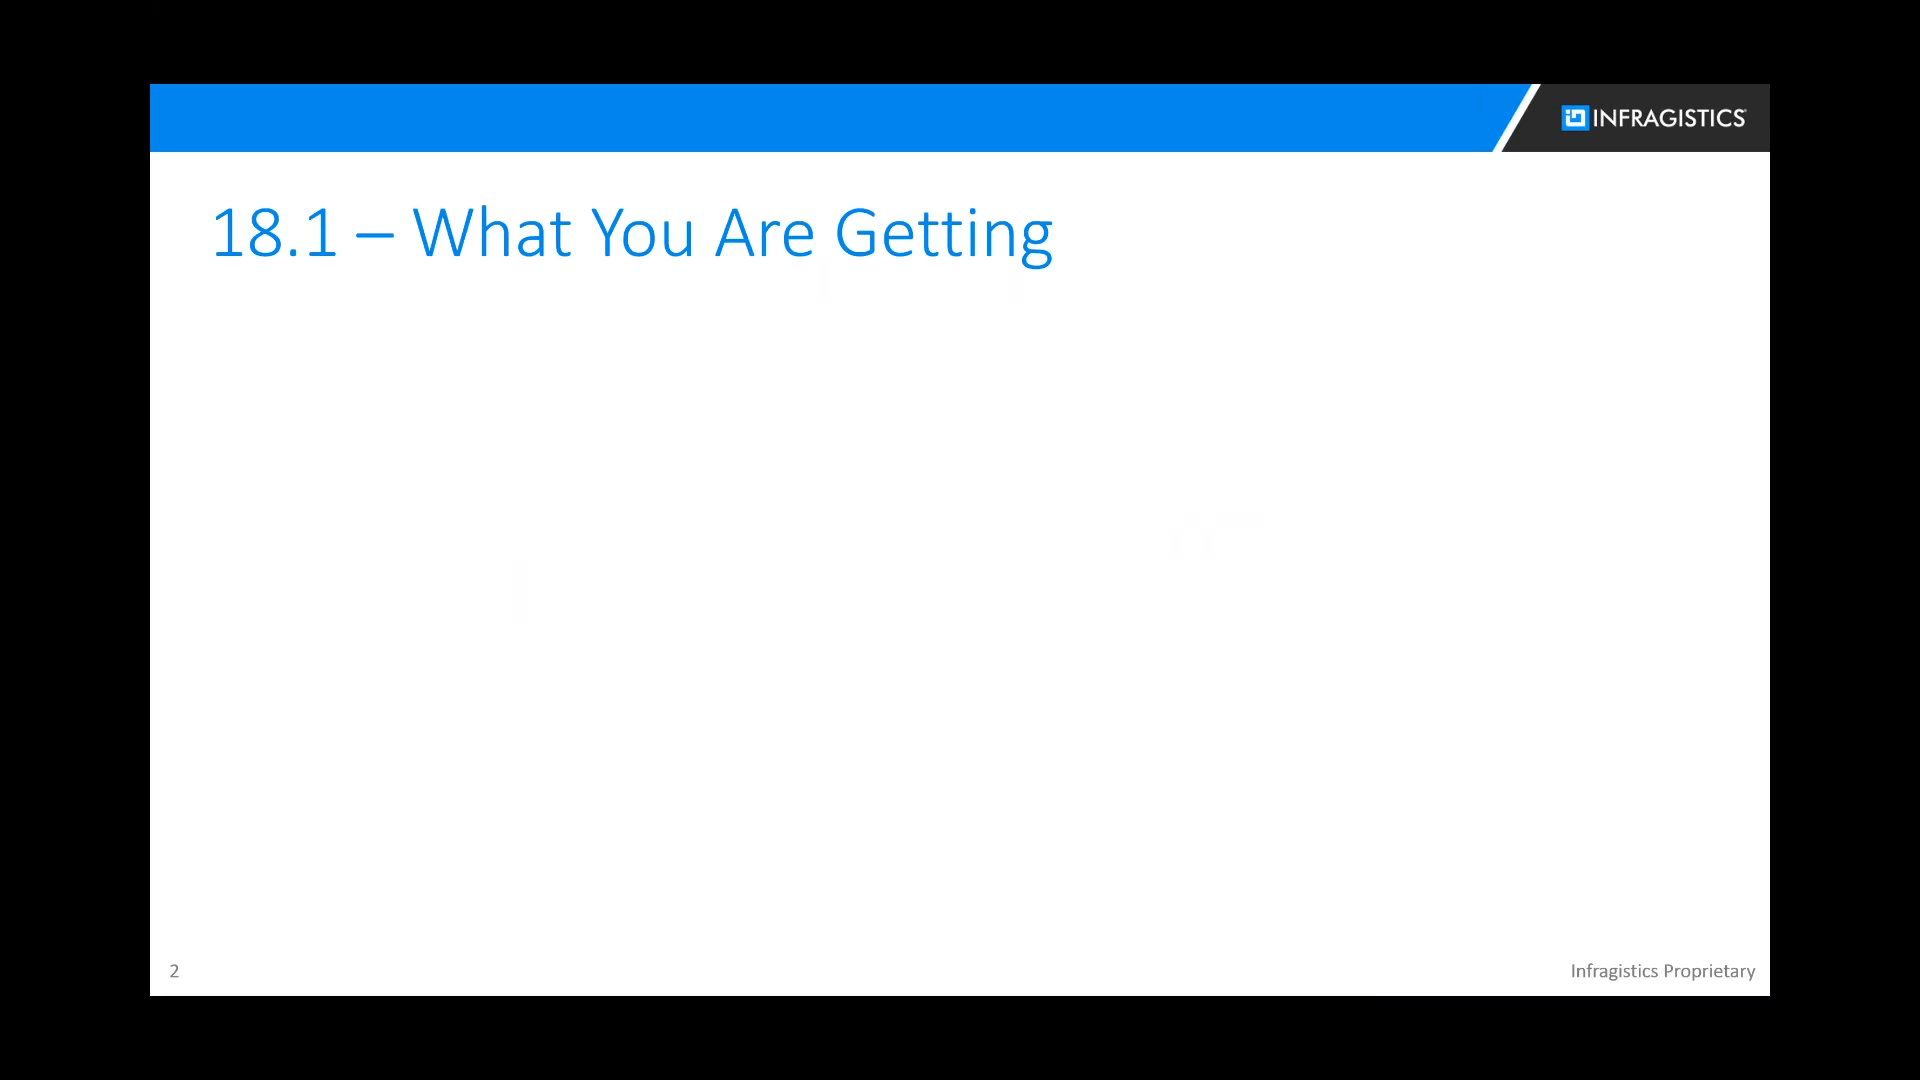 INFRAGISTICS
18.1 – What You Are Getting
2
Infragistics Proprietary